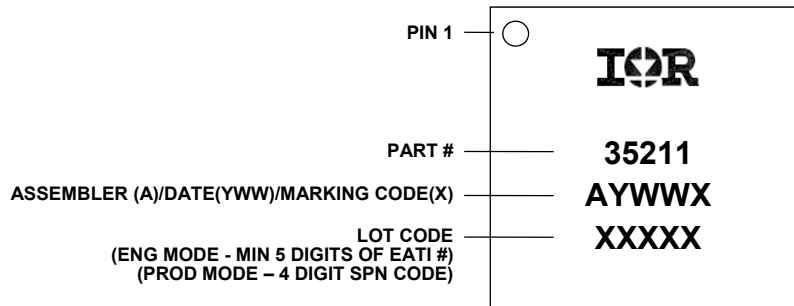 PIN 1
IOR
PART #
35211
ASSEMBLER (A)/DATE(YWW)/MARKING CODE(X)
AYWWX
LOT CODE
(ENG MODE - MIN 5 DIGITS OF EATI #)
(PROD MODE – 4 DIGIT SPN CODE)
XXXXX